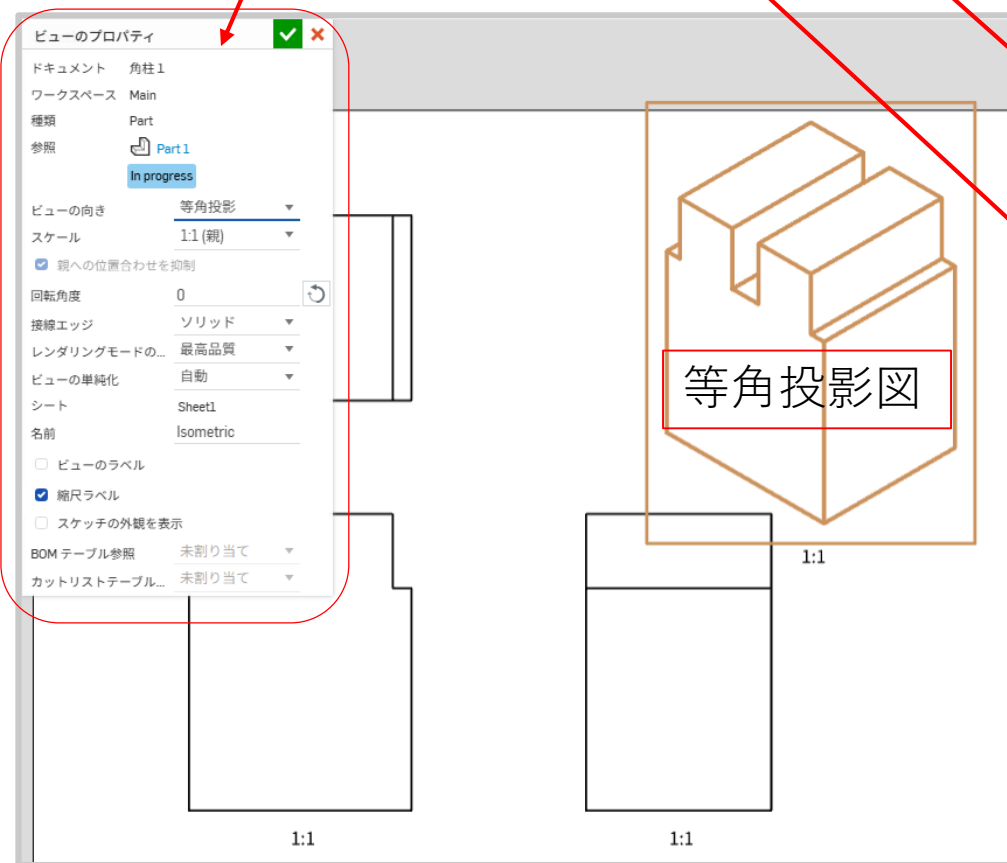 ビューのプロパティ
ドキュメント 角柱1
ワークスペース Main
種類 Part
参照 Part 1
In progress
ビューの向き 等角投影
スケール 1:1 (親)
親への位置合わせを抑制
回転角度 0
接線エッジ ソリッド
レンダリングモードの... 最高品質
ビューの単純化 自動
シート Sheet1
名前 Isometric
ビューのラベル
縮尺ラベル
スケッチの外観を表示
BOM テーブル参照 未割り当て
カットリストテーブル... 未割り当て
等角投影図
1:1
1:1
1:1